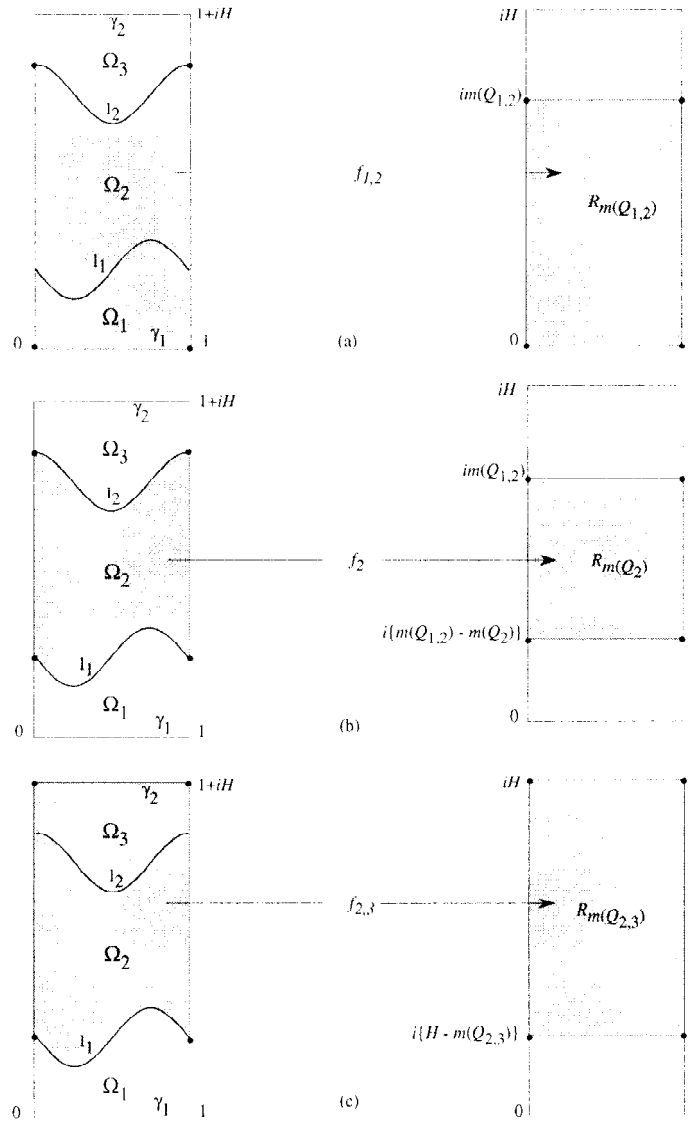 γ₂ 1+iH iH
Ω₃
l₂ im(Q₁,₂)
Ω₂ f₁,₂ R_m(Q₁,₂)
l₁
Ω₁
0 γ₁ 1 (a) 0
γ₂ 1+iH iH
Ω₃
l₂ im(Q₁,₂)
Ω₂ f₂ R_m(Q₂)
l₁ i{m(Q₁,₂) - m(Q₂)}
Ω₁
0 γ₁ 1 (b) 0
γ₂ 1+iH iH
Ω₃
l₂ f₂,₃ R_m(Q₂,₃)
Ω₂
l₁ i{H - m(Q₂,₃)}
Ω₁
0 γ₁ 1 (c) 0